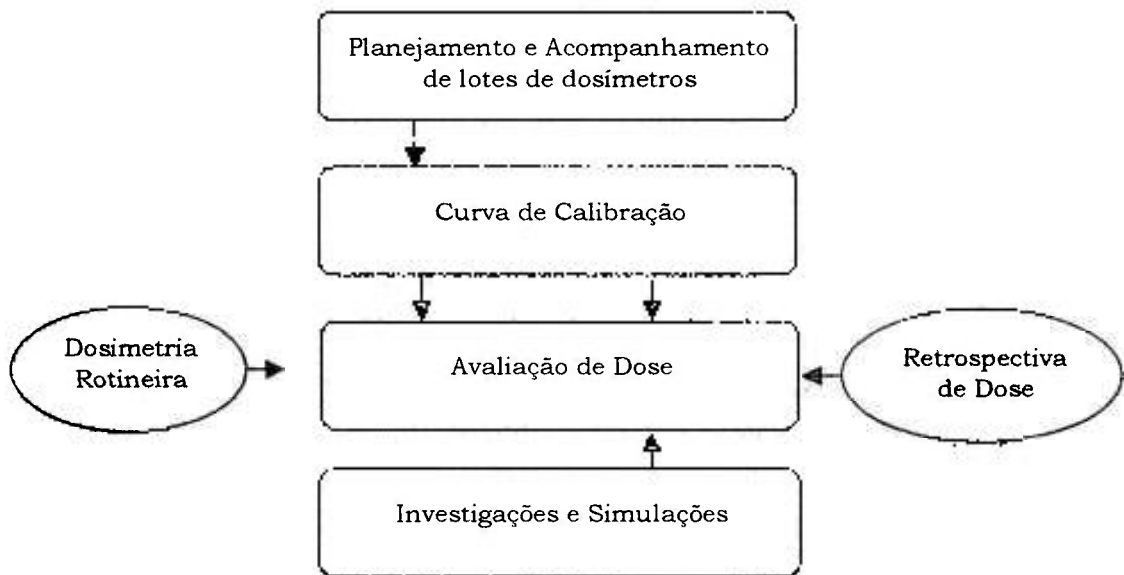 Planejamento e Acompanhamento
de lotes de dosímetros
Curva de Calibração
Dosimetria
Rotineira
Avaliação de Dose
Retrospectiva
de Dose
Investigações e Simulações